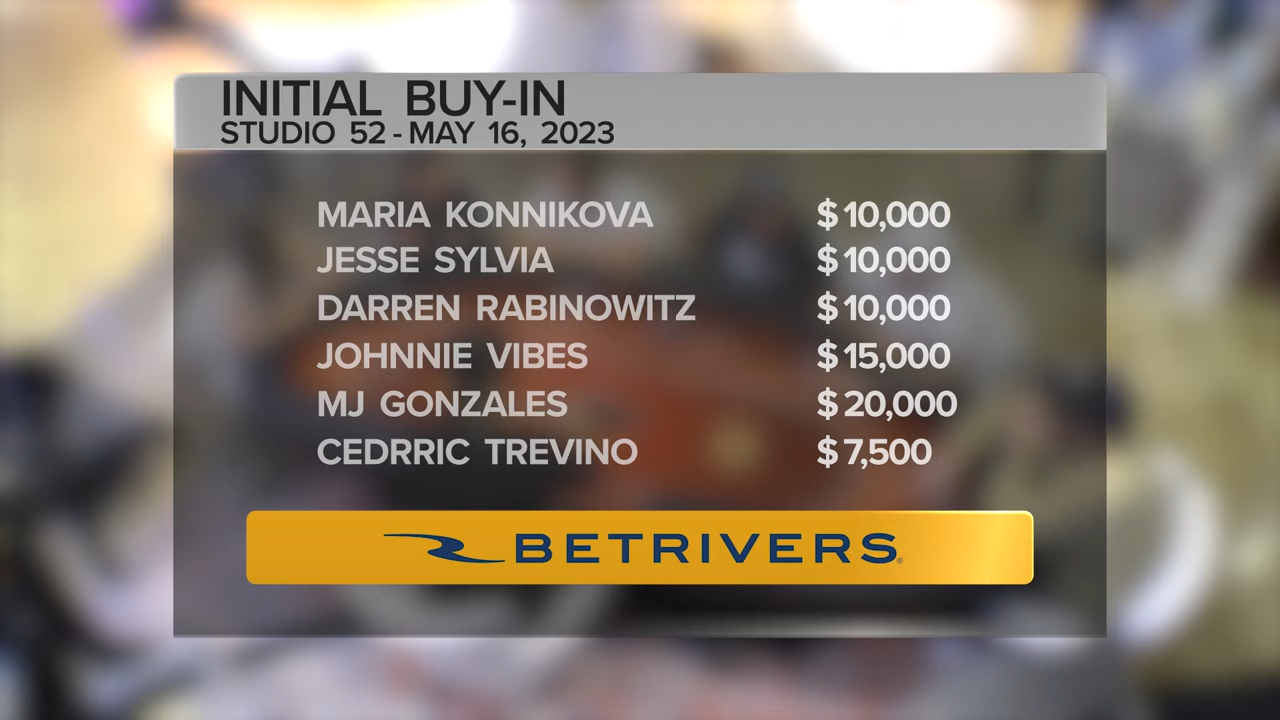 INITIAL BUY-IN
STUDIO 52 - MAY 16, 2023
MARIA KONNIKOVA $10,000
JESSE SYLVIA $10,000
DARREN RABINOWITZ $10,000
JOHNNIE VIBES $15,000
MJ GONZALES $20,000
CEDRRIC TREVINO $7,500
BETRIVERS®